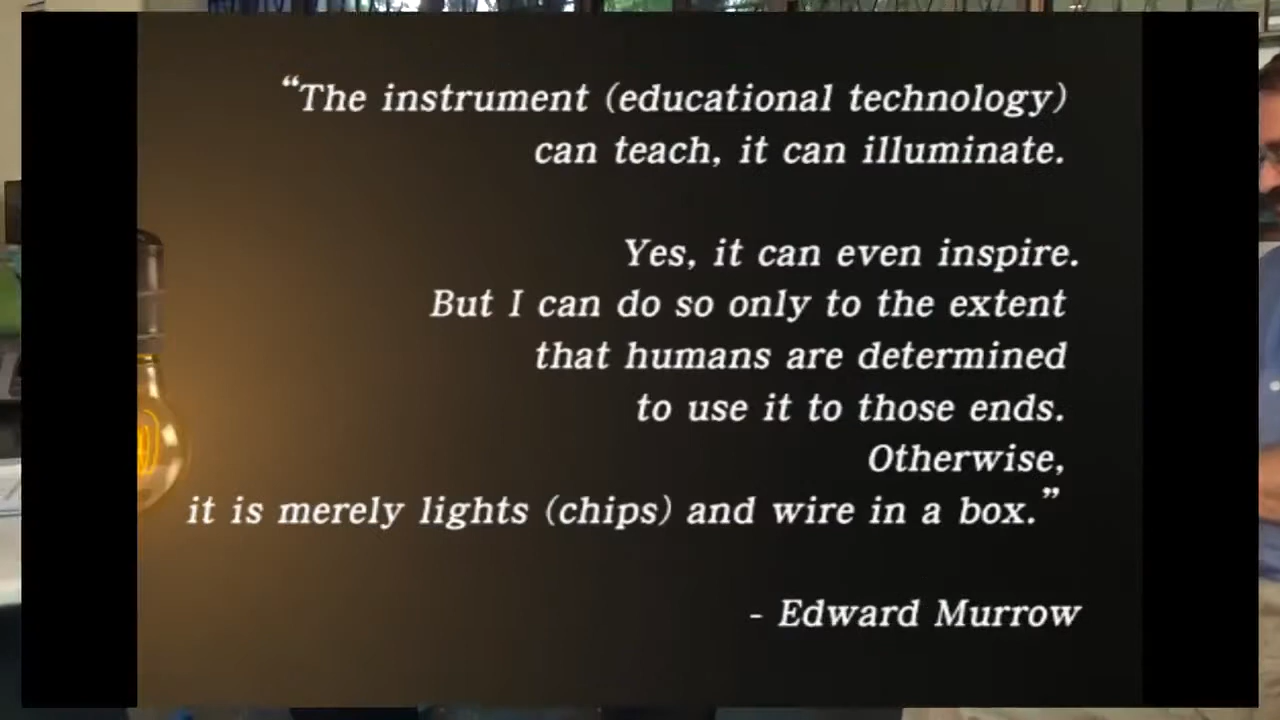 “The instrument (educational technology)
can teach, it can illuminate.
Yes, it can even inspire.
But I can do so only to the extent
that humans are determined
to use it to those ends.
Otherwise,
it is merely lights (chips) and wire in a box.”
- Edward Murrow